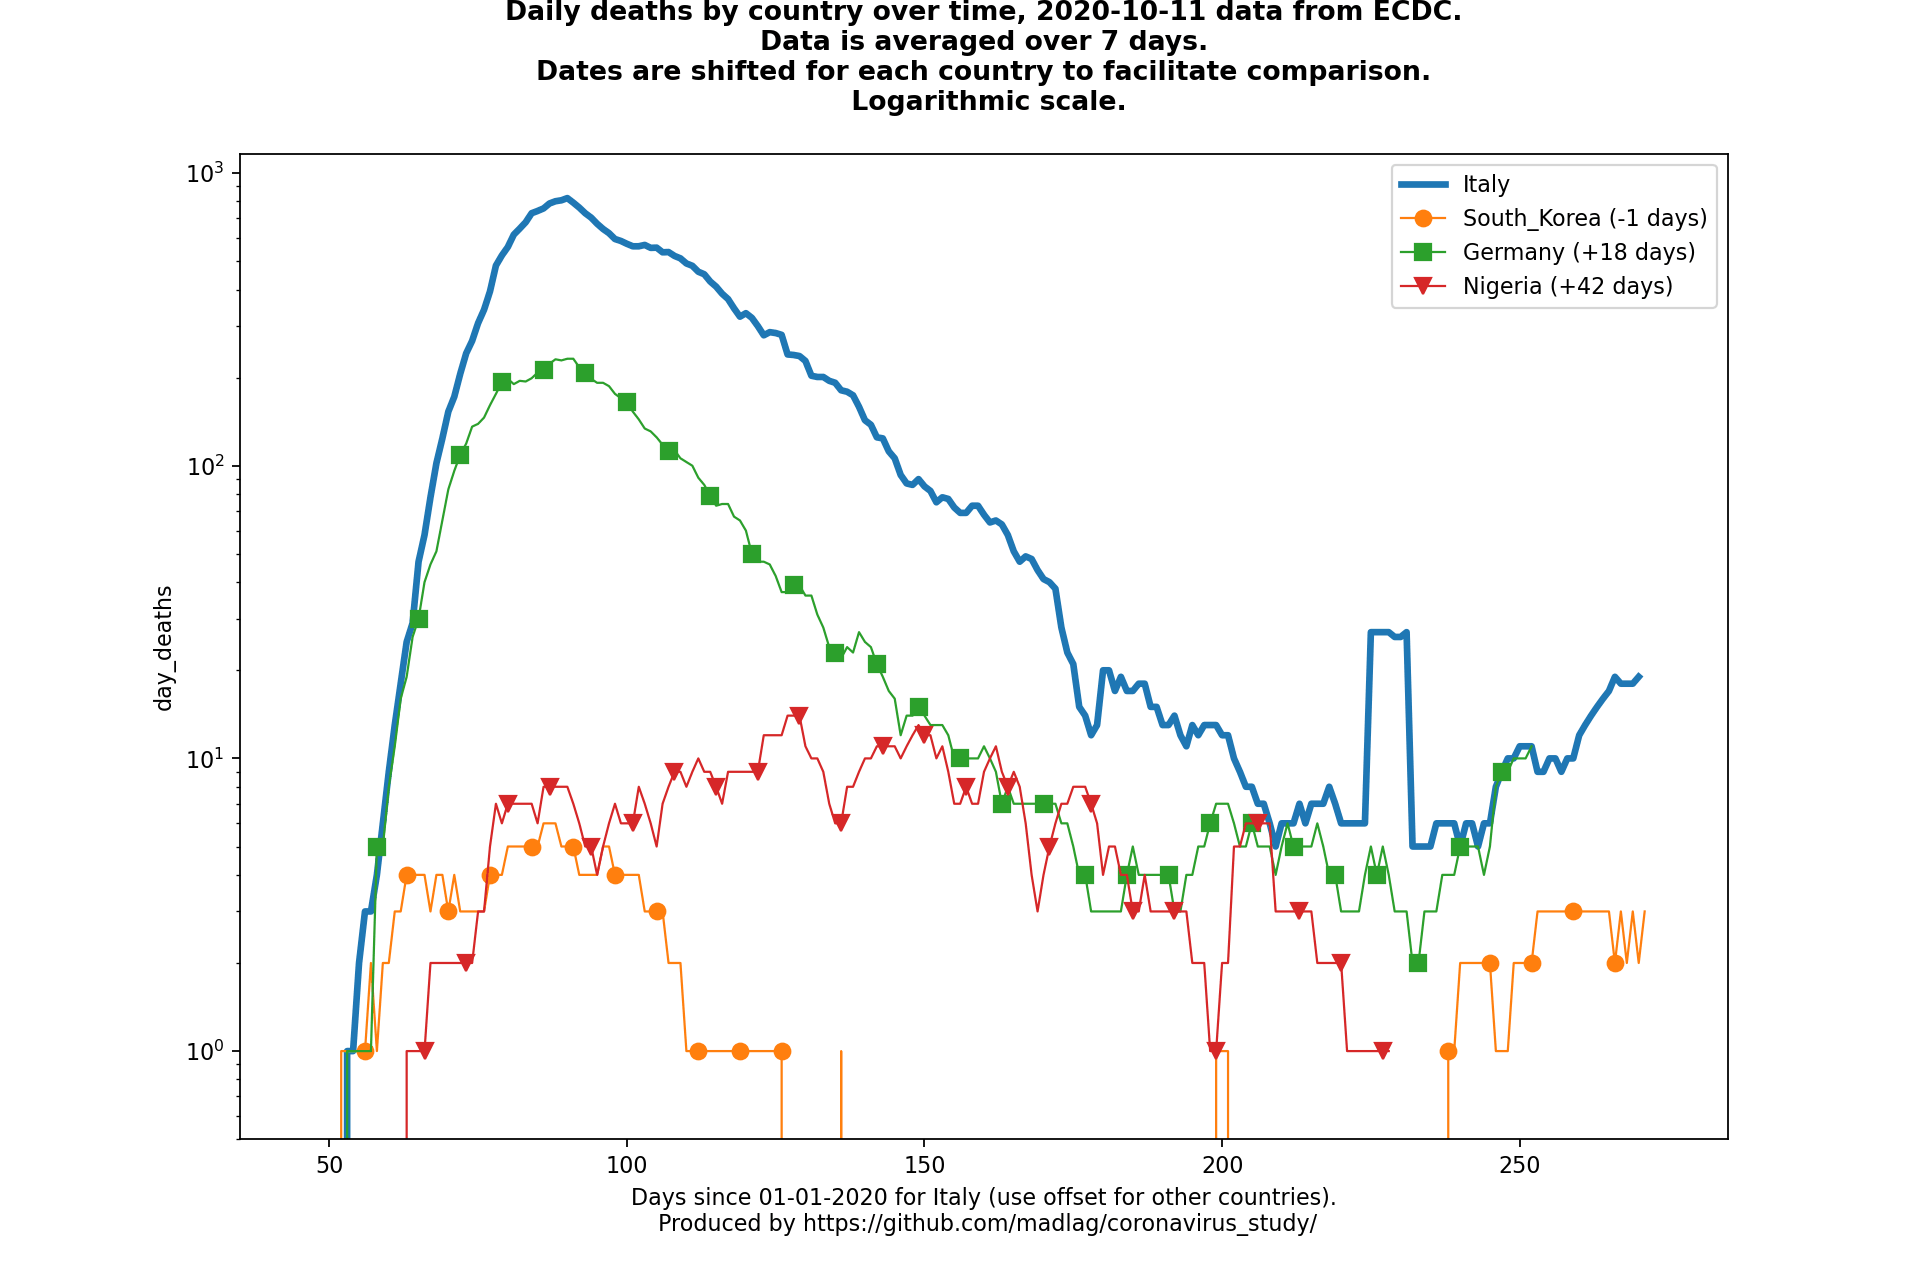 Daily deaths by country over time, 2020-10-11 data from ECDC.
Data is averaged over 7 days.
Dates are shifted for each country to facilitate comparison.
Logarithmic scale.
10³
10²
10¹
10⁰
day_deaths
Italy
South_Korea (-1 days)
Germany (+18 days)
Nigeria (+42 days)
50 100 150 200 250
Days since 01-01-2020 for Italy (use offset for other countries).
Produced by https://github.com/madlag/coronavirus_study/